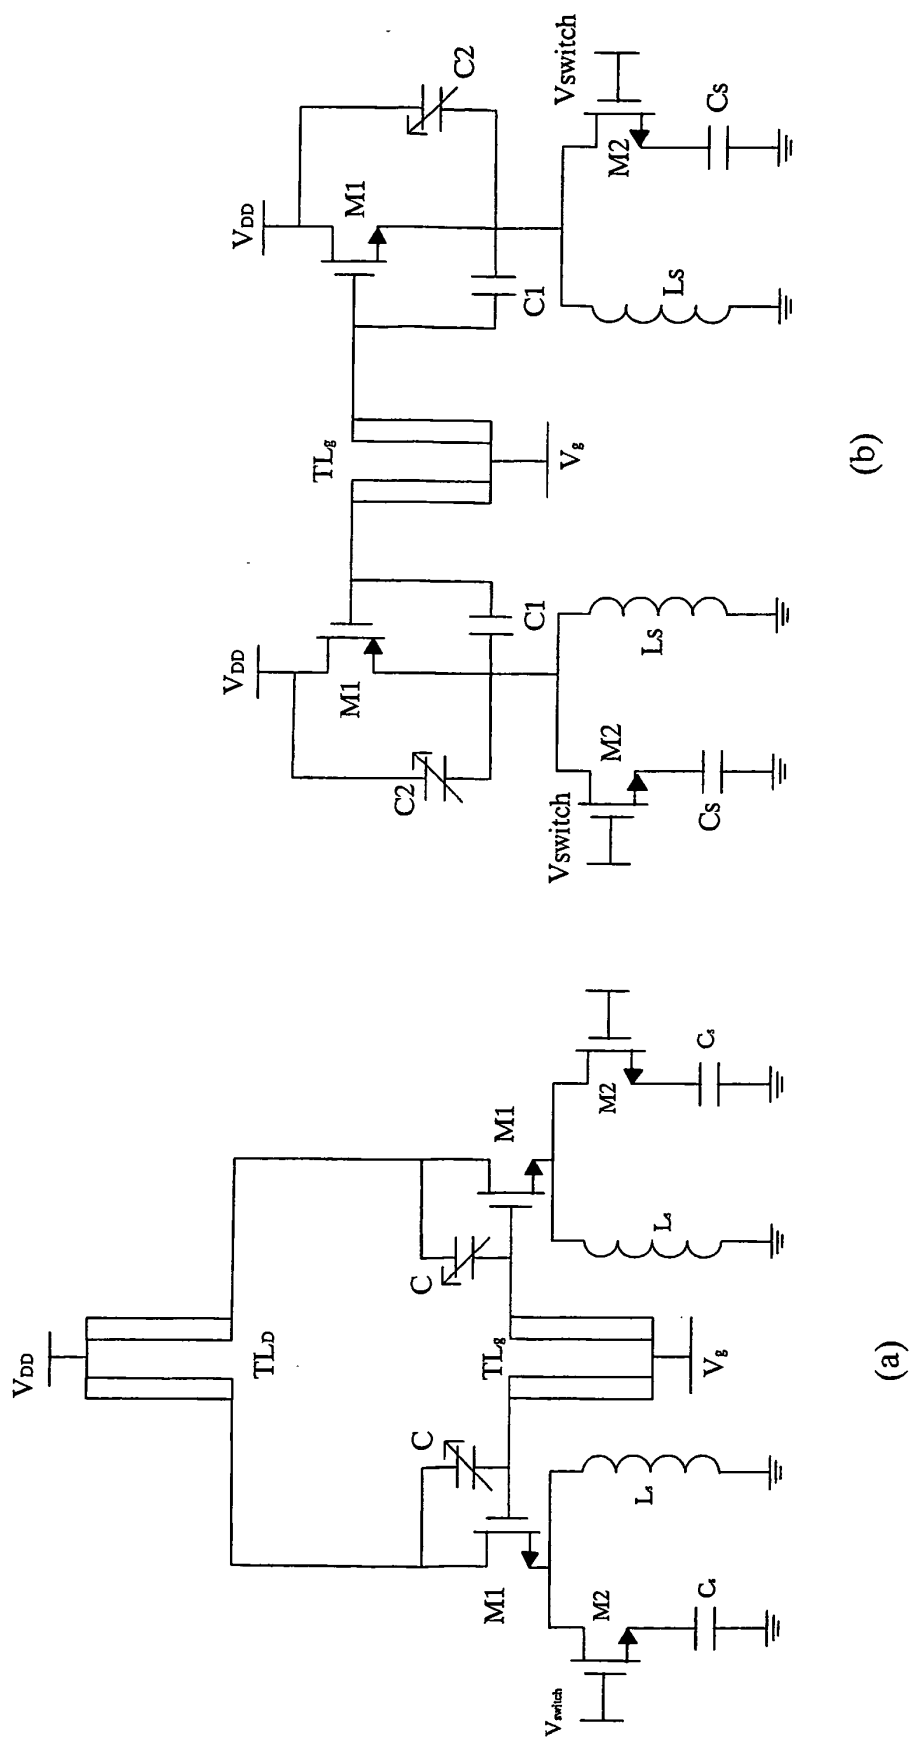 VDD
TLD
C
C
M1
M1
TLg
Vg
Vswitch
M2
Ls
Cs
Ls
M2
Cs
(a)
VDD
VDD
C2
M1
M1
C2
TLg
C1
C1
Vg
Vswitch
M2
Ls
Cs
Ls
Vswitch
M2
Cs
(b)